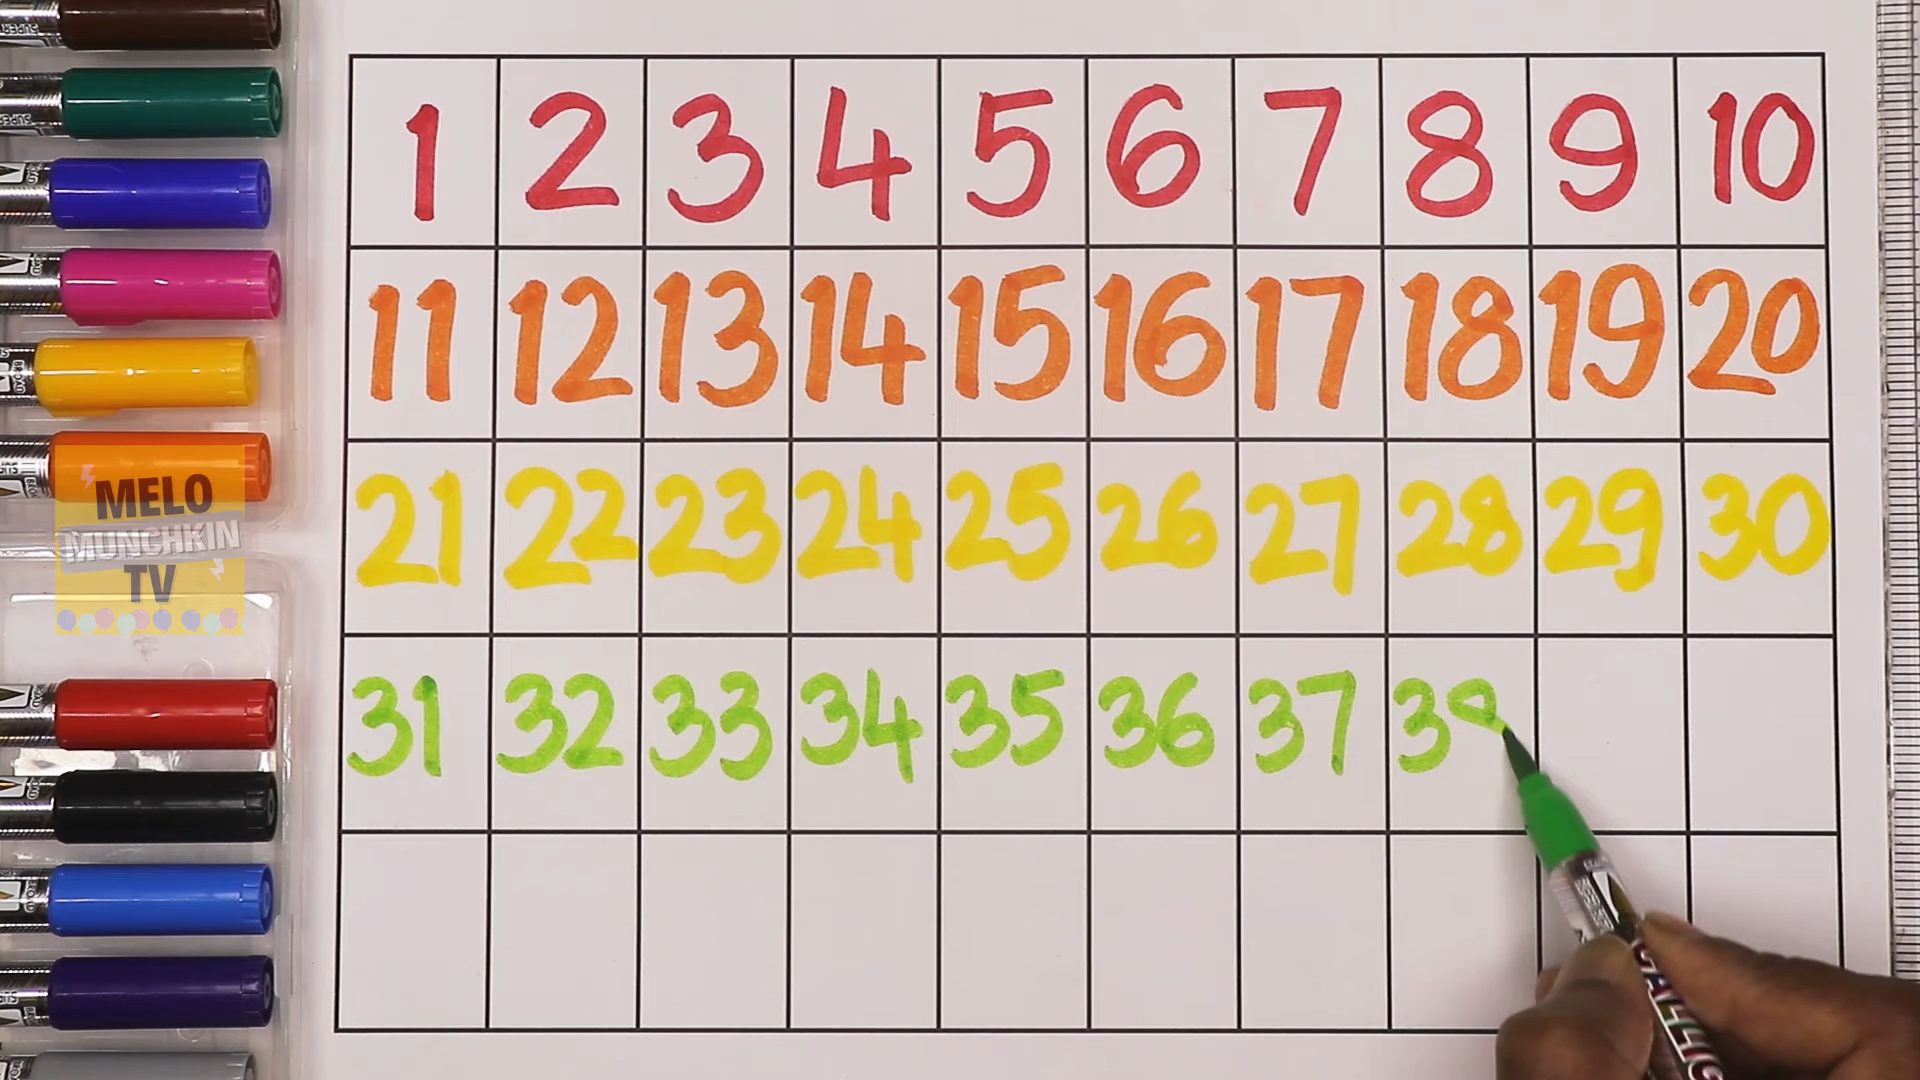 1 2 3 4 5 6 7 8 9 10
11 12 13 14 15 16 17 18 19 20
21 22 23 24 25 26 27 28 29 30
31 32 33 34 35 36 37 38
MELO
MUNCHKIN
TV